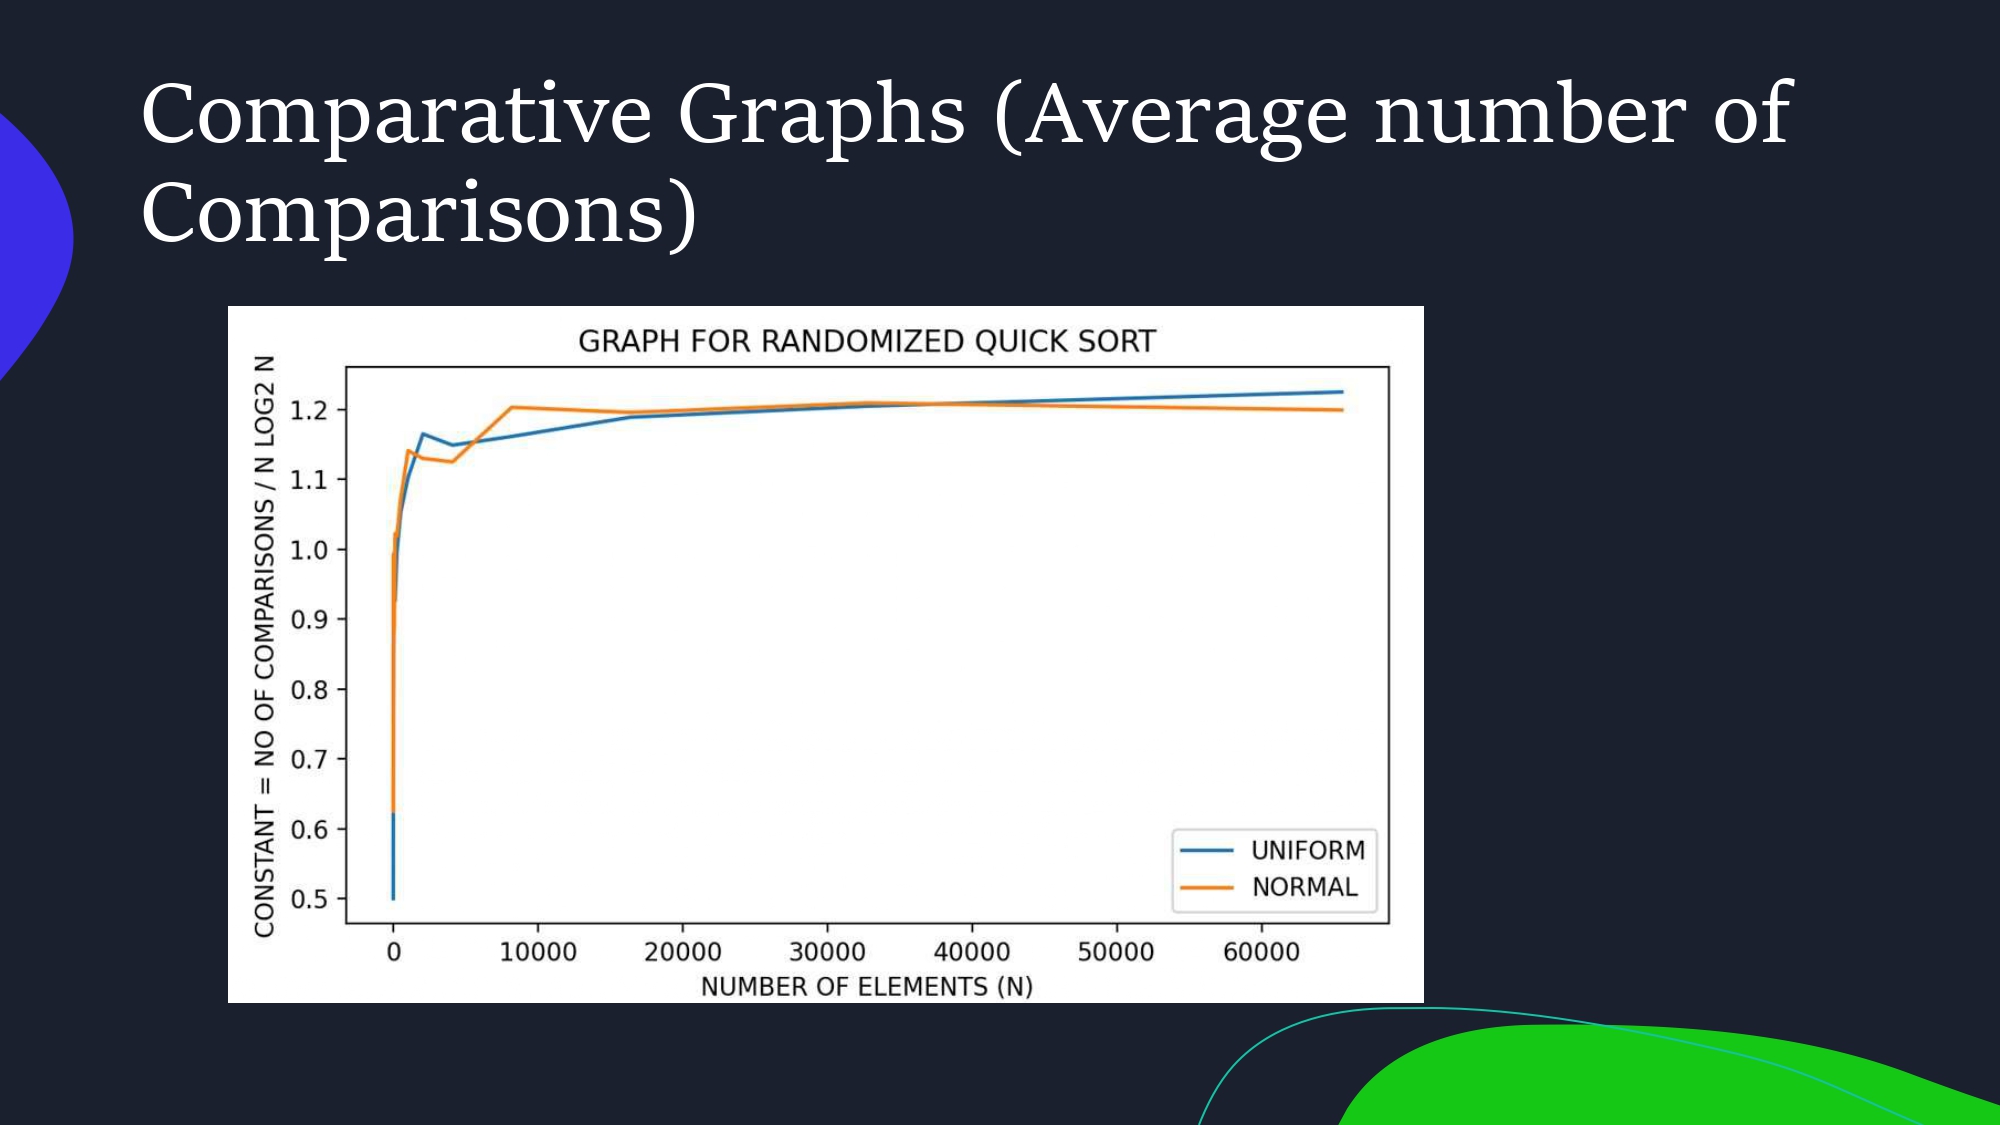 Comparative Graphs (Average number of
Comparisons)
GRAPH FOR RANDOMIZED QUICK SORT
CONSTANT = NO OF COMPARISONS / N LOG2 N
1.2
1.1
1.0
0.9
0.8
0.7
0.6
0.5
UNIFORM
NORMAL
0 10000 20000 30000 40000 50000 60000
NUMBER OF ELEMENTS (N)